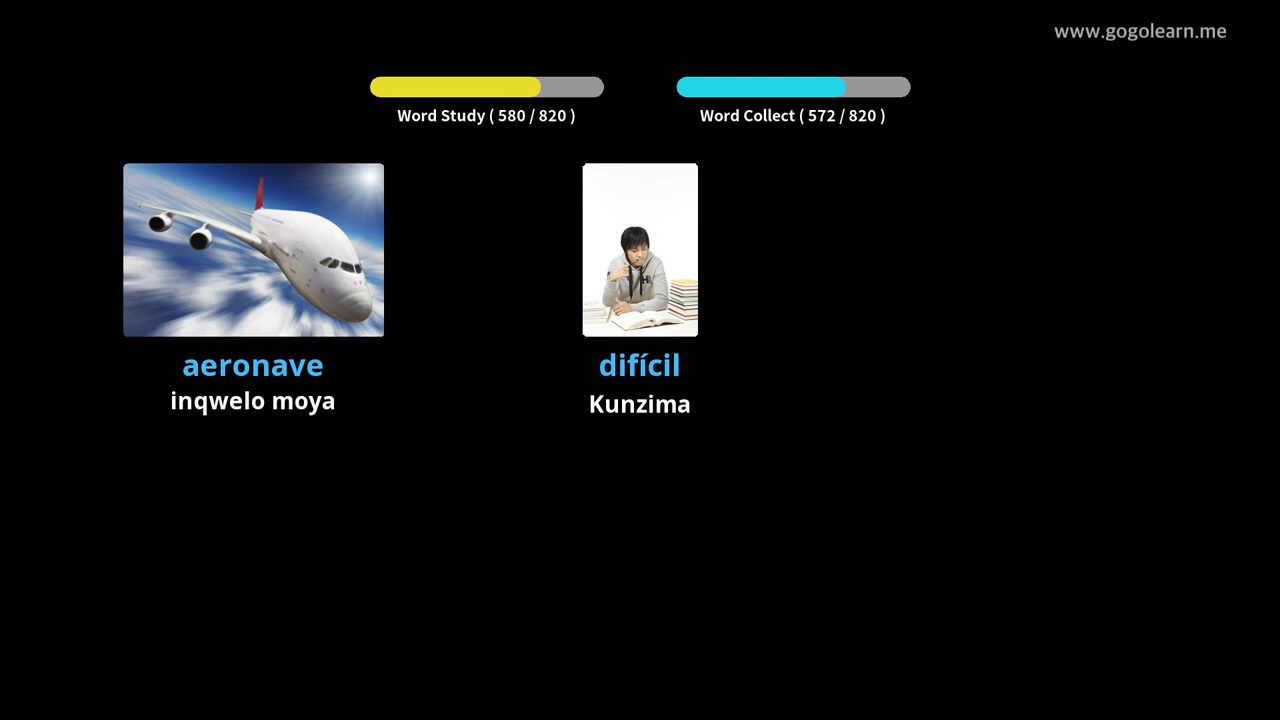 www.gogolearn.me
Word Study ( 580 / 820 )
Word Collect ( 572 / 820 )
aeronave
inqwelo moya
difícil
Kunzima